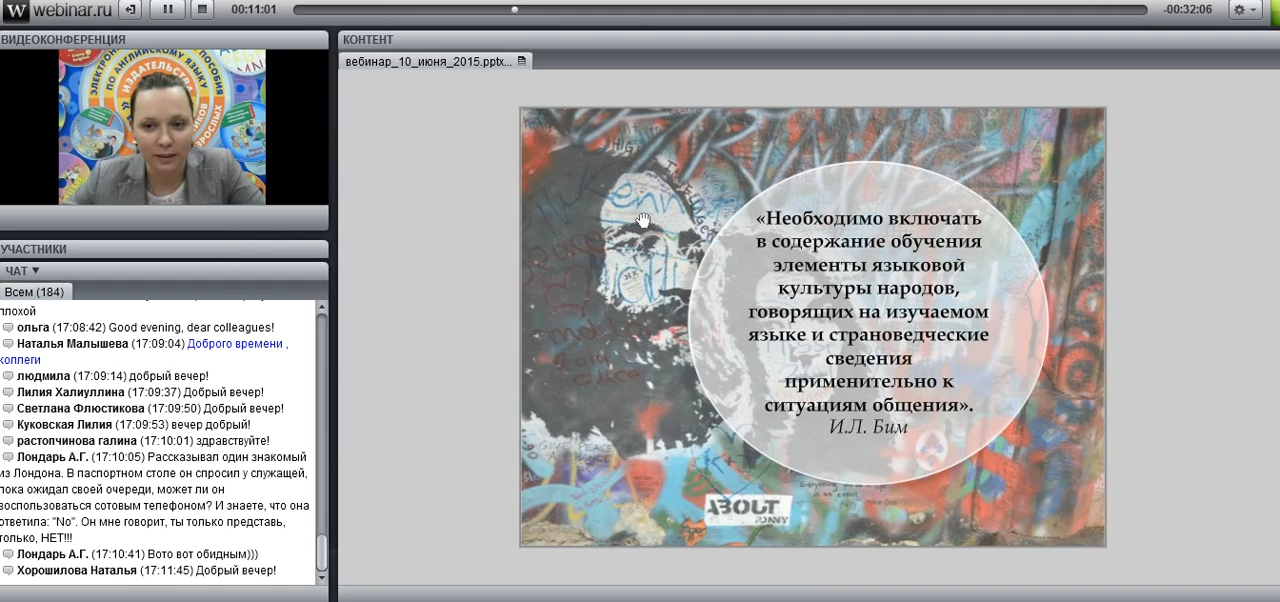 webinar.ru
00:11:01
-00:32:06
ВИДЕОКОНФЕРЕНЦИЯ
ЭЛЕКТРОННЫЕ ПОСОБИЯ
ПО АНГЛИЙСКОМУ ЯЗЫКУ
ИЗДАТЕЛЬСТВА
УЧАСТНИКИ
ЧАТ
Всем (184)
плохой
ольга (17:08:42) Good evening, dear colleagues!
Наталья Малышева (17:09:04) Доброго времени ,
коллеги
людмила (17:09:14) добрый вечер!
Лилия Халиуллина (17:09:37) Добрый вечер!
Светлана Флюстикова (17:09:50) Добрый вечер!
Куковская Лилия (17:09:53) вечер добрый!
растопчинова галина (17:10:01) здравствуйте!
Лондарь А.Г. (17:10:05) Рассказывал один знакомый
из Лондона. В паспортном столе он спросил у служащей,
пока ожидал своей очереди, может ли он
воспользоваться сотовым телефоном? И знаете, что она
ответила: "No". Он мне говорит, ты только представь,
только, НЕТ!!!
Лондарь А.Г. (17:10:41) Вото вот обидным)))
Хорошилова Наталья (17:11:45) Добрый вечер!
КОНТЕНТ
вебинар_10_июня_2015.pptx...
«Необходимо включать
в содержание обучения
элементы языковой
культуры народов,
говорящих на изучаемом
языке и страноведческие
сведения
применительно к
ситуациям общения».
И.Л. Бим
ABOUT